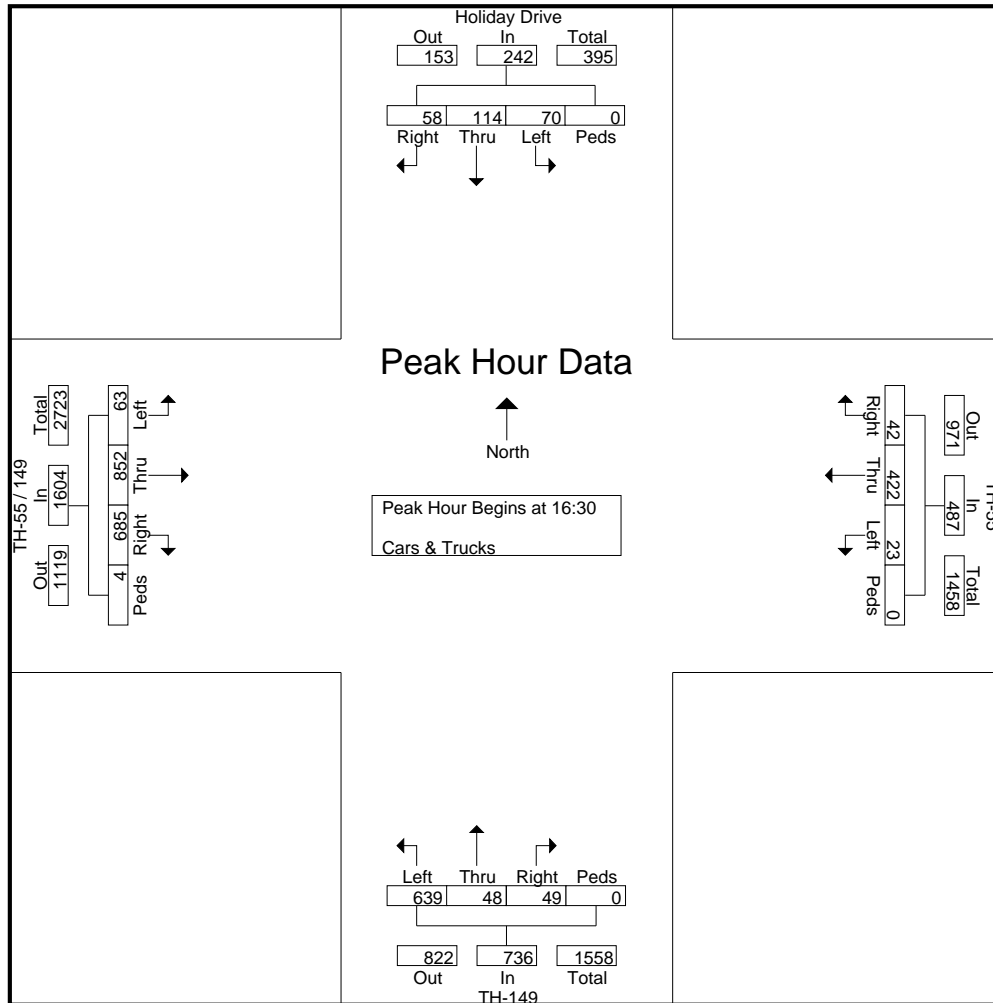 Holiday Drive
Out In Total
153 242 395
58 114 70 0
Right Thru Left Peds
Peak Hour Data
North
Peak Hour Begins at 16:30
Cars & Trucks
TH-55 / 149
Out In Total
1119 1604 2723
63 852 685 4
Left Thru Right Peds
Right Thru Left Peds
42 422 23 0
Out In Total
971 487 1458
Left Thru Right Peds
639 48 49 0
822 736 1558
Out In Total
TH-149